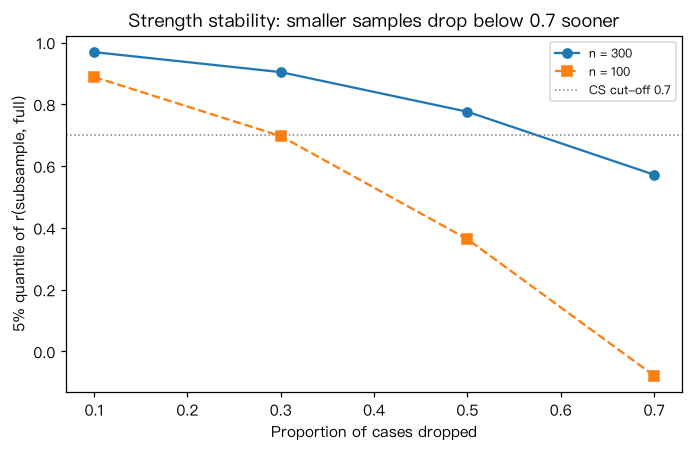 Strength stability: smaller samples drop below 0.7 sooner
n = 300
n = 100
CS cut-off 0.7
5% quantile of r(subsample, full)
1.0
0.8
0.6
0.4
0.2
0.0
0.1 0.2 0.3 0.4 0.5 0.6 0.7
Proportion of cases dropped